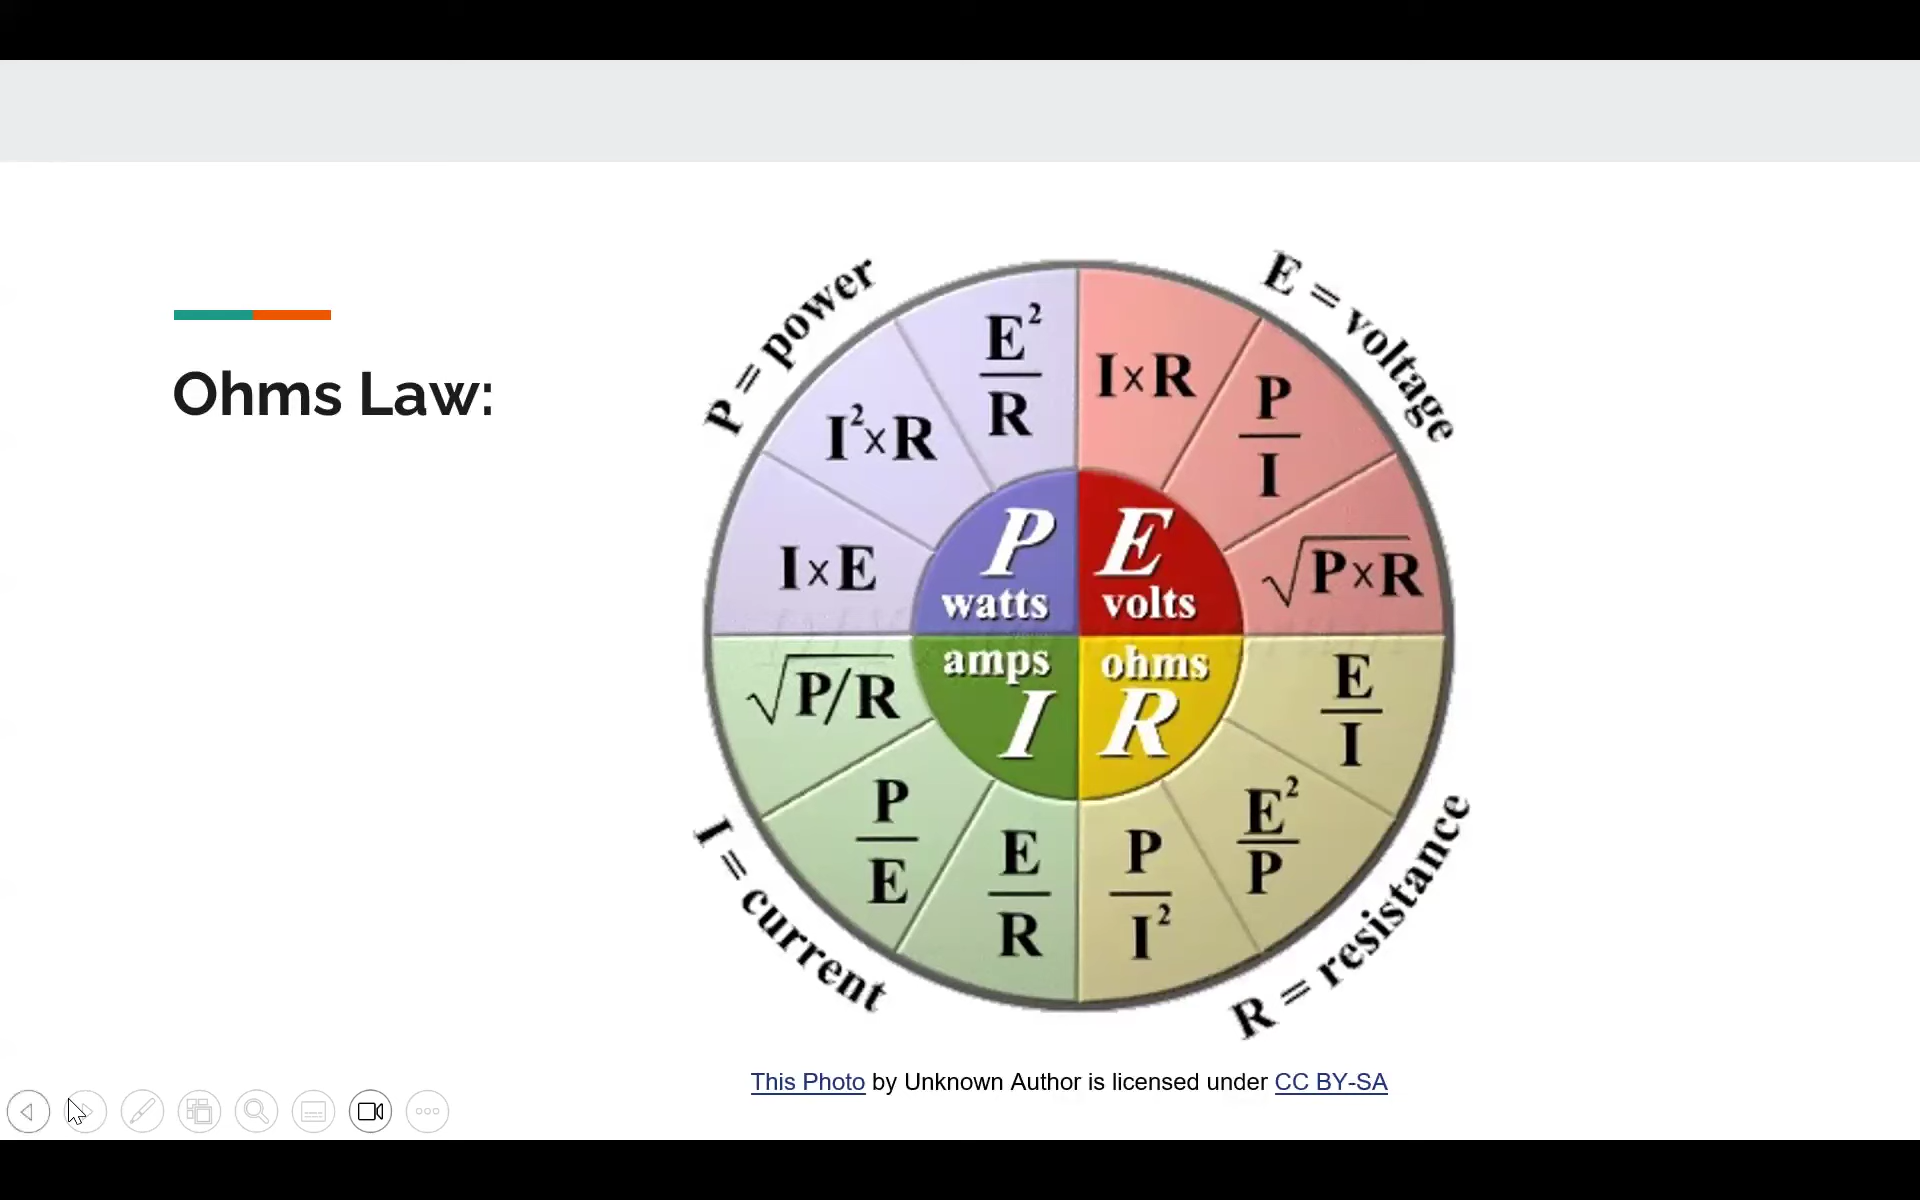 Ohms Law:
P = power
E = voltage
E²
R
I²×R
I×E
I×R
P
I
√P×R
P
watts
E
volts
amps
I
ohms
R
√P/R
P
E
E
R
E
I
E²
P
P
I²
I = current
R = resistance
This Photo by Unknown Author is licensed under CC BY-SA